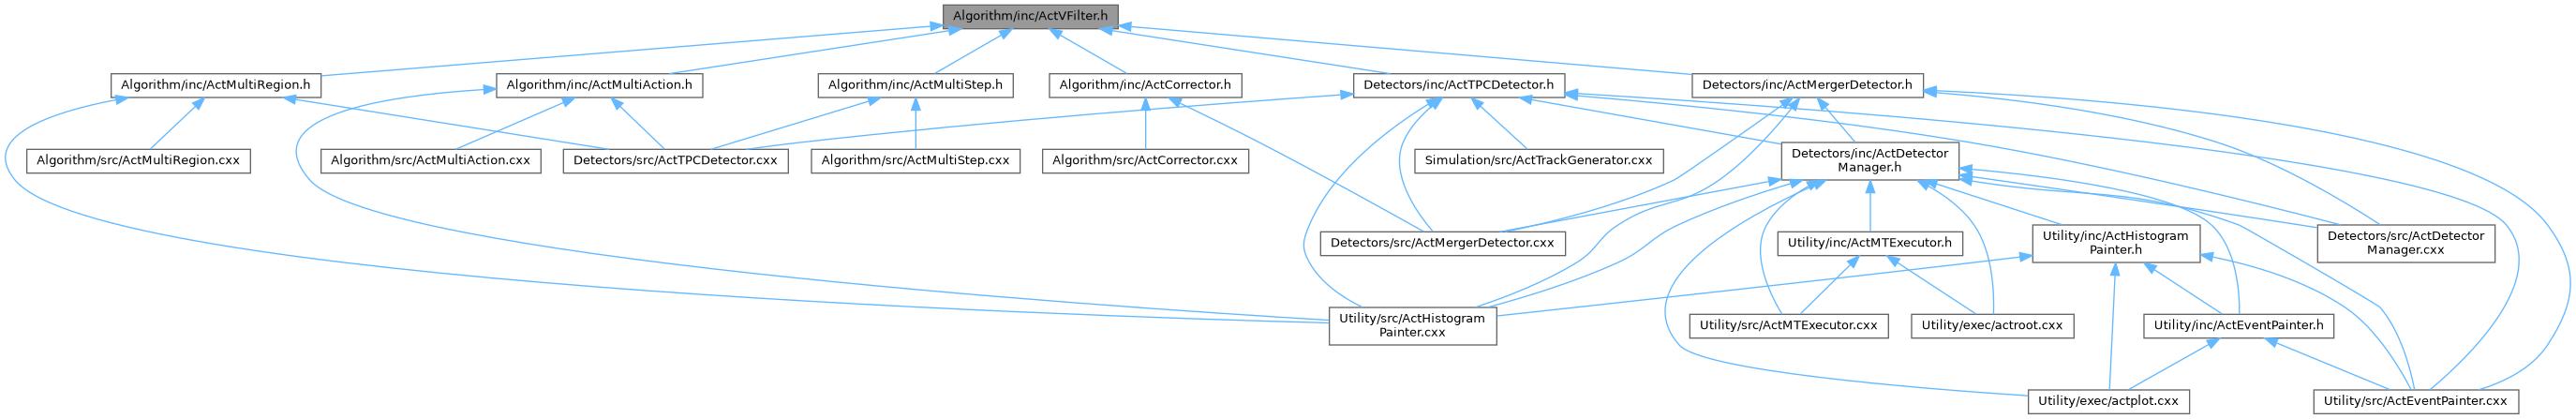 Algorithm/inc/ActVFilter.h
Algorithm/inc/ActMultiRegion.h
Algorithm/inc/ActMultiAction.h
Algorithm/inc/ActMultiStep.h
Algorithm/inc/ActCorrector.h
Detectors/inc/ActTPCDetector.h
Detectors/inc/ActMergerDetector.h
Algorithm/src/ActMultiRegion.cxx
Algorithm/src/ActMultiAction.cxx
Detectors/src/ActTPCDetector.cxx
Algorithm/src/ActMultiStep.cxx
Algorithm/src/ActCorrector.cxx
Simulation/src/ActTrackGenerator.cxx
Detectors/inc/ActDetector
Manager.h
Detectors/src/ActMergerDetector.cxx
Utility/inc/ActMTExecutor.h
Utility/inc/ActHistogram
Painter.h
Detectors/src/ActDetector
Manager.cxx
Utility/src/ActHistogram
Painter.cxx
Utility/src/ActMTExecutor.cxx
Utility/exec/actroot.cxx
Utility/inc/ActEventPainter.h
Utility/exec/actplot.cxx
Utility/src/ActEventPainter.cxx